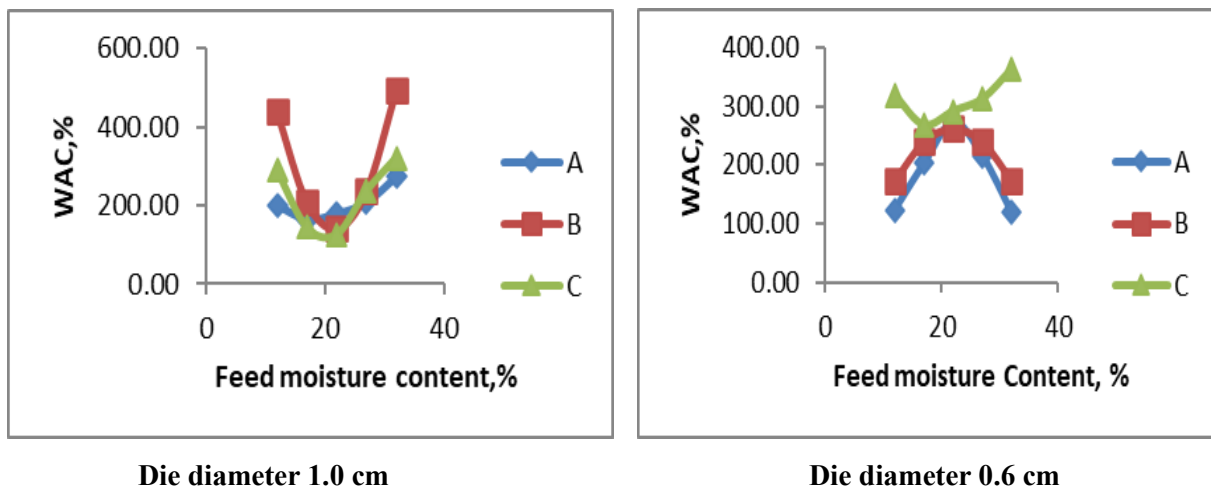 600.00
400.00
200.00
0.00
WAC,%
0
20
40
Feed moisture content,%
A
B
C
Die diameter 1.0 cm
400.00
300.00
200.00
100.00
0.00
WAC,%
0
20
40
Feed moisture Content, %
A
B
C
Die diameter 0.6 cm